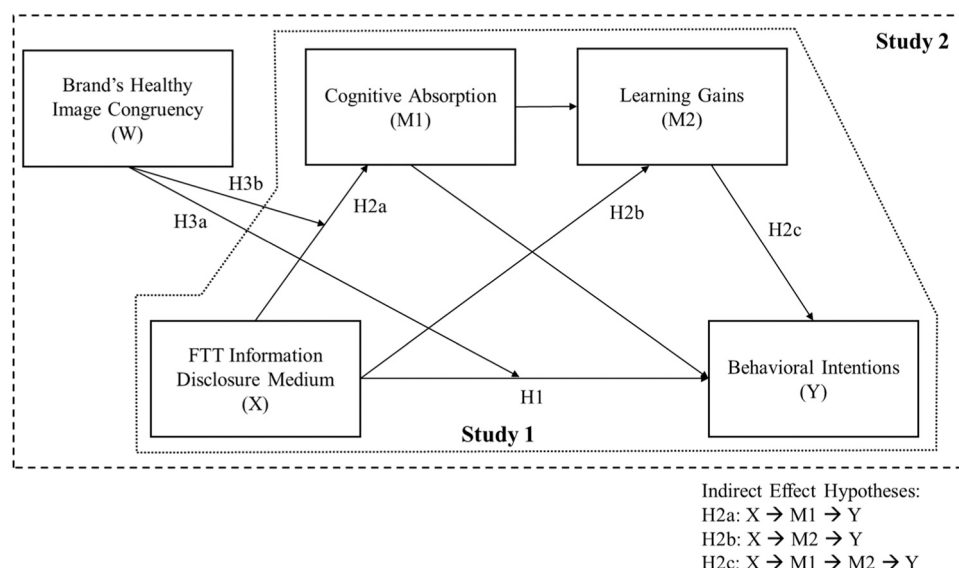 Study 2
Brand's Healthy
Image Congruency
(W)
Cognitive Absorption
(M1)
Learning Gains
(M2)
H3b
H3a
H2a
H2b
H2c
FTT Information
Disclosure Medium
(X)
Behavioral Intentions
(Y)
H1
Study 1
Indirect Effect Hypotheses:
H2a: X → M1 → Y
H2b: X → M2 → Y
H2c: X → M1 → M2 → Y